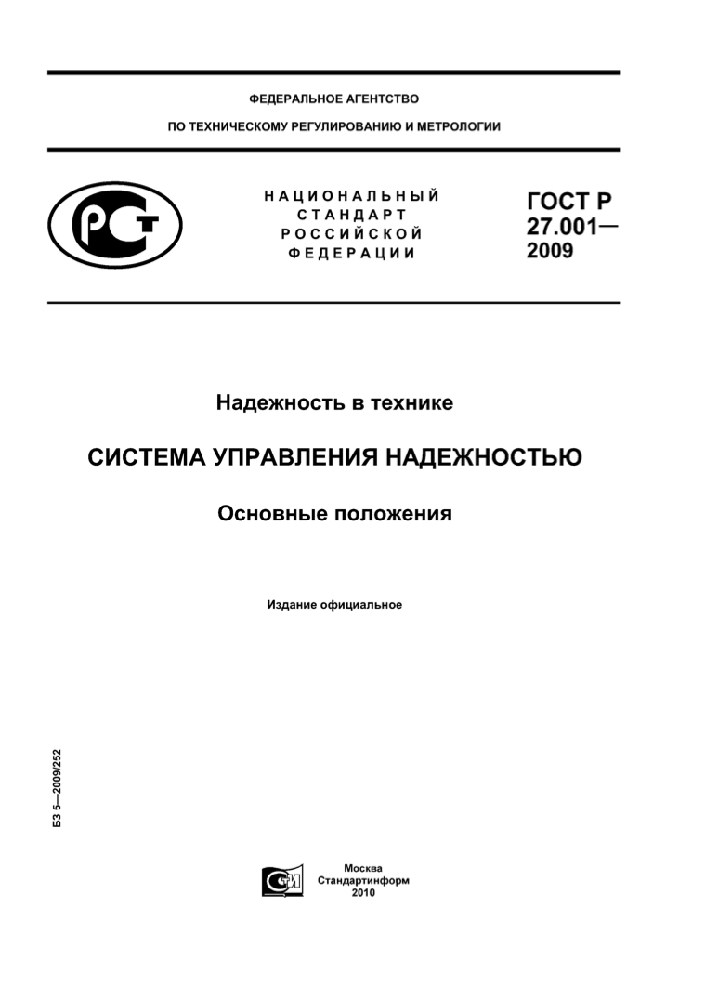 ФЕДЕРАЛЬНОЕ АГЕНТСТВО
ПО ТЕХНИЧЕСКОМУ РЕГУЛИРОВАНИЮ И МЕТРОЛОГИИ
РСТ
НАЦИОНАЛЬНЫЙ
СТАНДАРТ
РОССИЙСКОЙ
ФЕДЕРАЦИИ
ГОСТ Р
27.001—
2009
Надежность в технике
СИСТЕМА УПРАВЛЕНИЯ НАДЕЖНОСТЬЮ
Основные положения
Издание официальное
БЗ 5—2009/252
Москва
Стандартинформ
2010